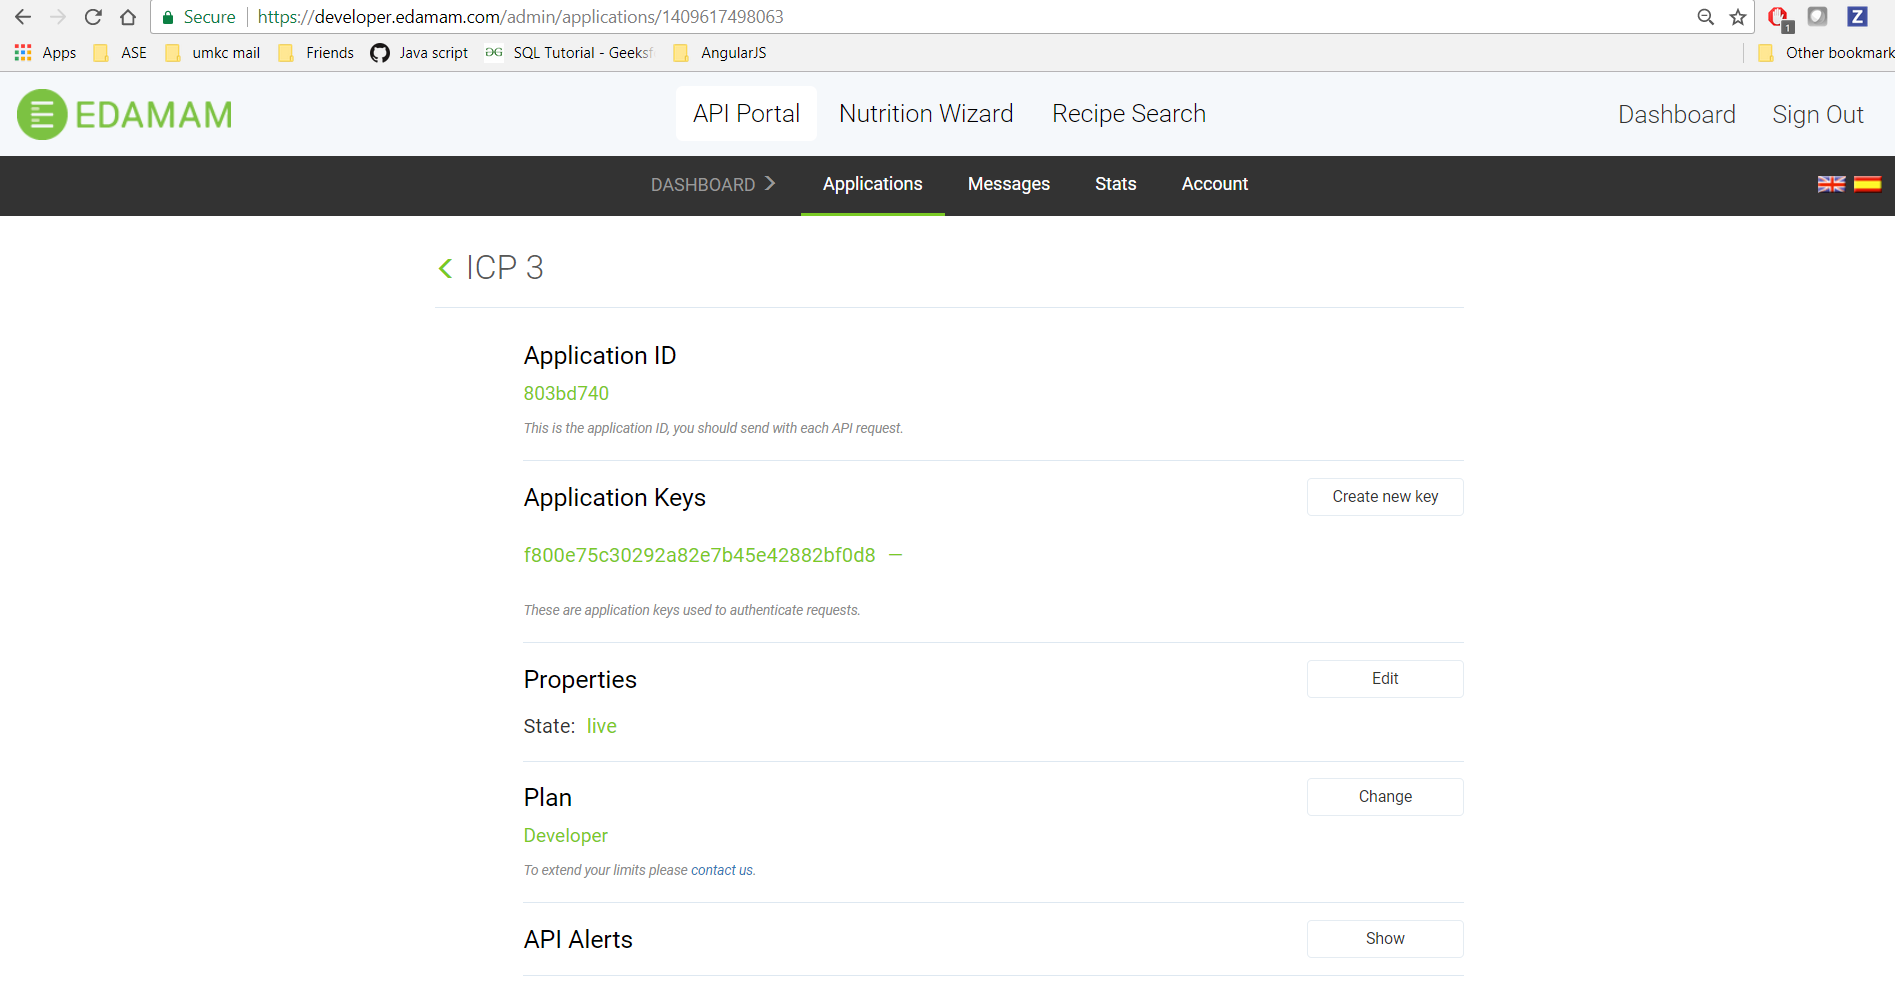 Secure https://developer.edamam.com/admin/applications/1409617498063
1
Apps ASE umkc mail Friends Java script SQL Tutorial - Geeksf AngularJS Other bookmark
EDAMAM API Portal Nutrition Wizard Recipe Search Dashboard Sign Out
DASHBOARD Applications Messages Stats Account
ICP 3
Application ID
803bd740
This is the application ID, you should send with each API request.
Application Keys Create new key
f800e75c30292a82e7b45e42882bf0d8 —
These are application keys used to authenticate requests.
Properties Edit
State: live
Plan Change
Developer
To extend your limits please contact us.
API Alerts Show